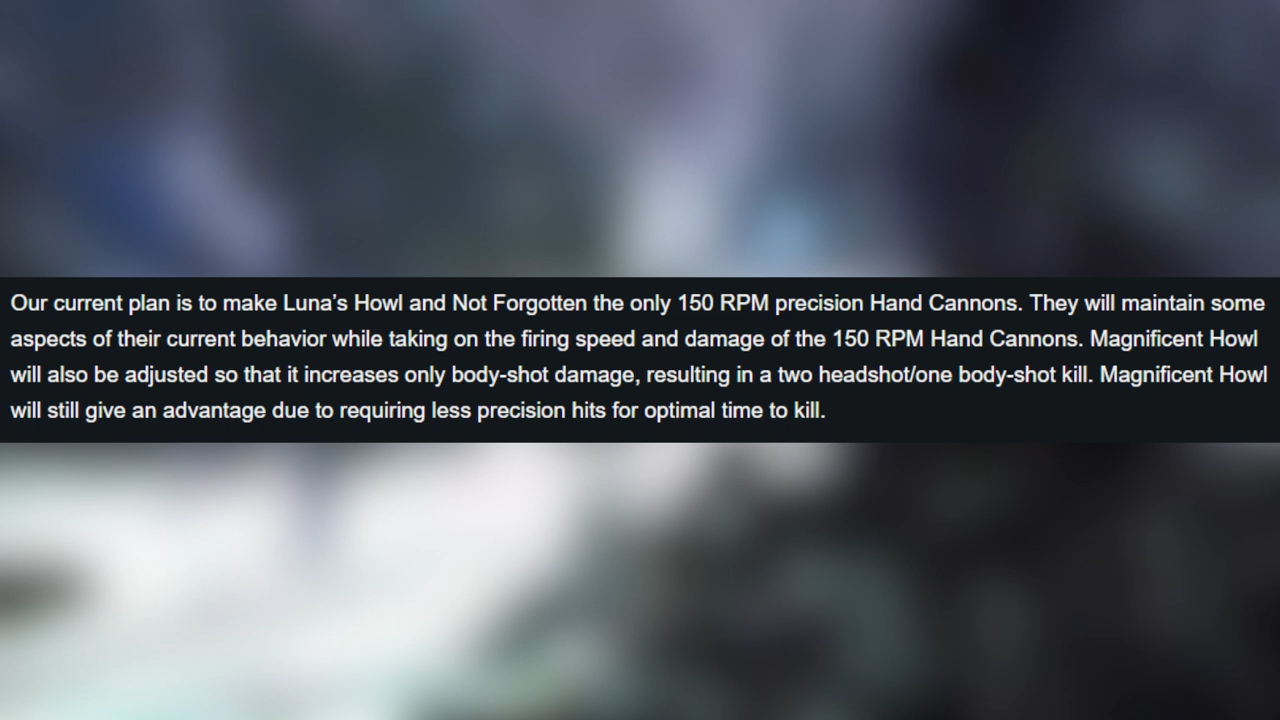 Our current plan is to make Luna's Howl and Not Forgotten the only 150 RPM precision Hand Cannons. They will maintain some
aspects of their current behavior while taking on the firing speed and damage of the 150 RPM Hand Cannons. Magnificent Howl
will also be adjusted so that it increases only body-shot damage, resulting in a two headshot/one body-shot kill. Magnificent Howl
will still give an advantage due to requiring less precision hits for optimal time to kill.